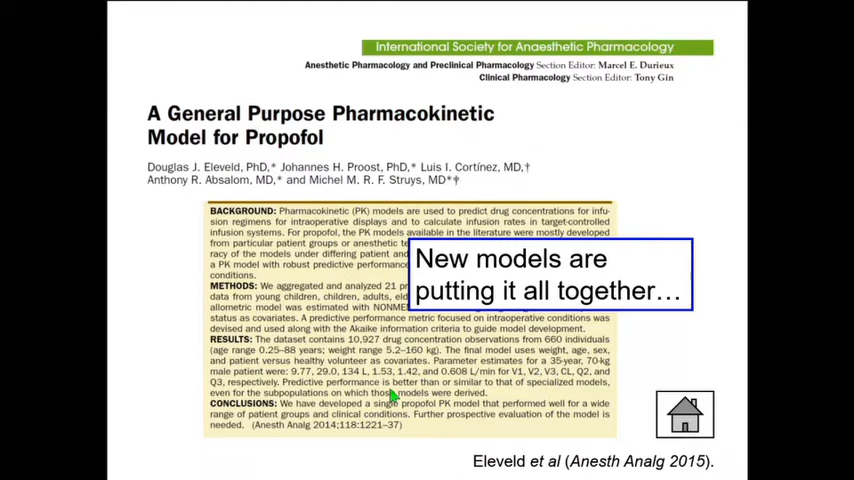 International Society for Anaesthetic Pharmacology
Anesthetic Pharmacology and Preclinical Pharmacology Section Editor: Marcel E. Durieux
Clinical Pharmacology Section Editor: Tony Gin
A General Purpose Pharmacokinetic
Model for Propofol
Douglas J. Eleveld, PhD,* Johannes H. Proost, PhD,* Luis I. Cortínez, MD,†
Anthony R. Absalom, MD,* and Michel M. R. F. Struys, MD*‡
BACKGROUND: Pharmacokinetic (PK) models are used to predict drug concentrations for infu-
sion regimens for intraoperative displays and to calculate infusion rates in target-controlled
infusion systems. For propofol, the PK models available in the literature were mostly developed
from particular patient groups or anesthetic
racy of the models under differing patient and
a PK model with robust predictive performance
conditions.
METHODS: We aggregated and analyzed 21
data from young children, children, adults,
allometric model was estimated with
status as covariates. A predictive performance metric focused on intraoperative conditions was
devised and used along with the Akaike information criteria to guide model development.
RESULTS: The dataset contains 10,927 drug concentration observations from 660 individuals
(age range 0.25–88 years; weight range 5.2–160 kg). The final model uses weight, age, sex,
and patient versus healthy volunteer as covariates. Parameter estimates for a 35-year, 70-kg
male patient were: 9.77, 29.0, 134 L, 1.53, 1.42, and 0.608 L/min for V1, V2, V3, CL, Q2, and
Q3, respectively. Predictive performance is better than or similar to that of specialized models,
even for the subpopulations on which those models were derived.
CONCLUSIONS: We have developed a single propofol PK model that performed well for a wide
range of patient groups and clinical conditions. Further prospective evaluation of the model is
needed. (Anesth Analg 2014;118:1221–37)
New models are
putting it all together…
Eleveld et al (Anesth Analg 2015).